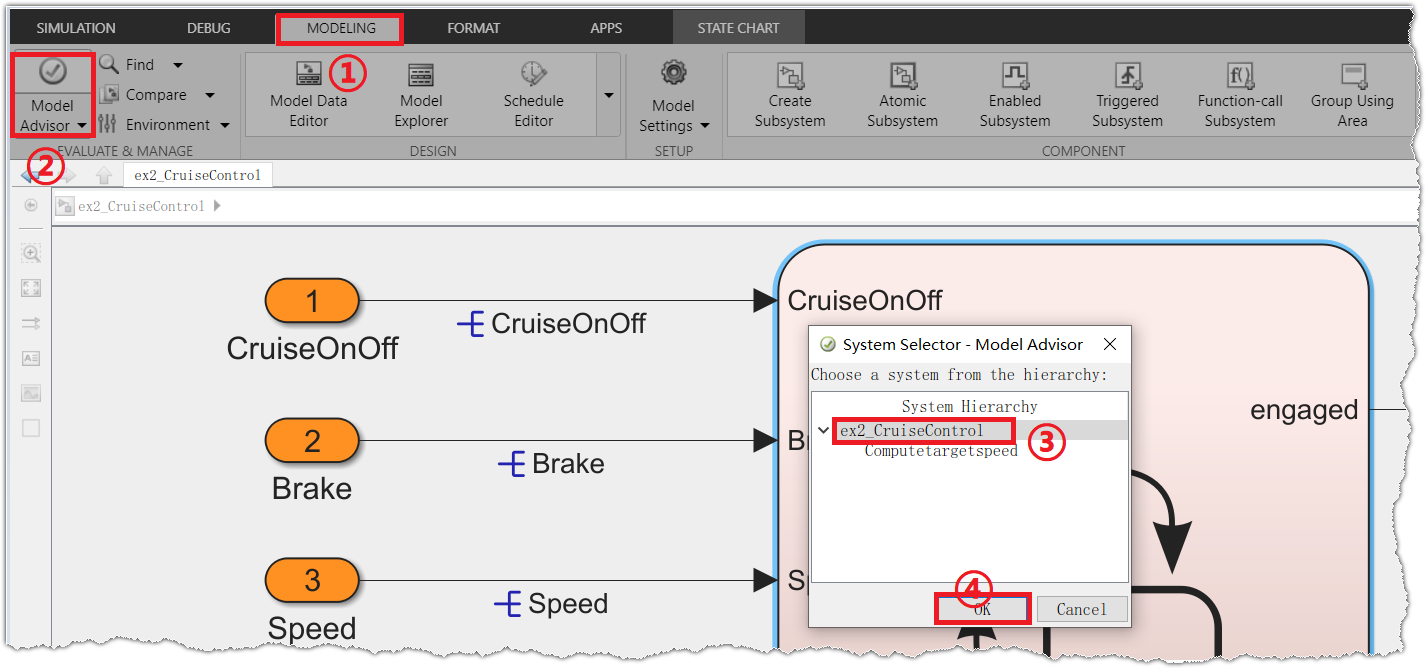 SIMULATION DEBUG MODELING FORMAT APPS STATE CHART
①
Model Advisor
Find
Compare
Environment
Model Data Editor
Model Explorer
Schedule Editor
Model Settings
Create Subsystem
Atomic Subsystem
Enabled Subsystem
Triggered Subsystem
Function-call Subsystem
Group Using Area
EVALUATE & MANAGE DESIGN SETUP COMPONENT
②
ex2_CruiseControl
ex2_CruiseControl
1
CruiseOnOff
CruiseOnOff
CruiseOnOff
2
Brake
Brake
B
3
Speed
Speed
Sp
engaged
System Selector - Model Advisor
Choose a system from the hierarchy:
System Hierarchy
ex2_CruiseControl
③
Computetargetspeed
④
OK Cancel